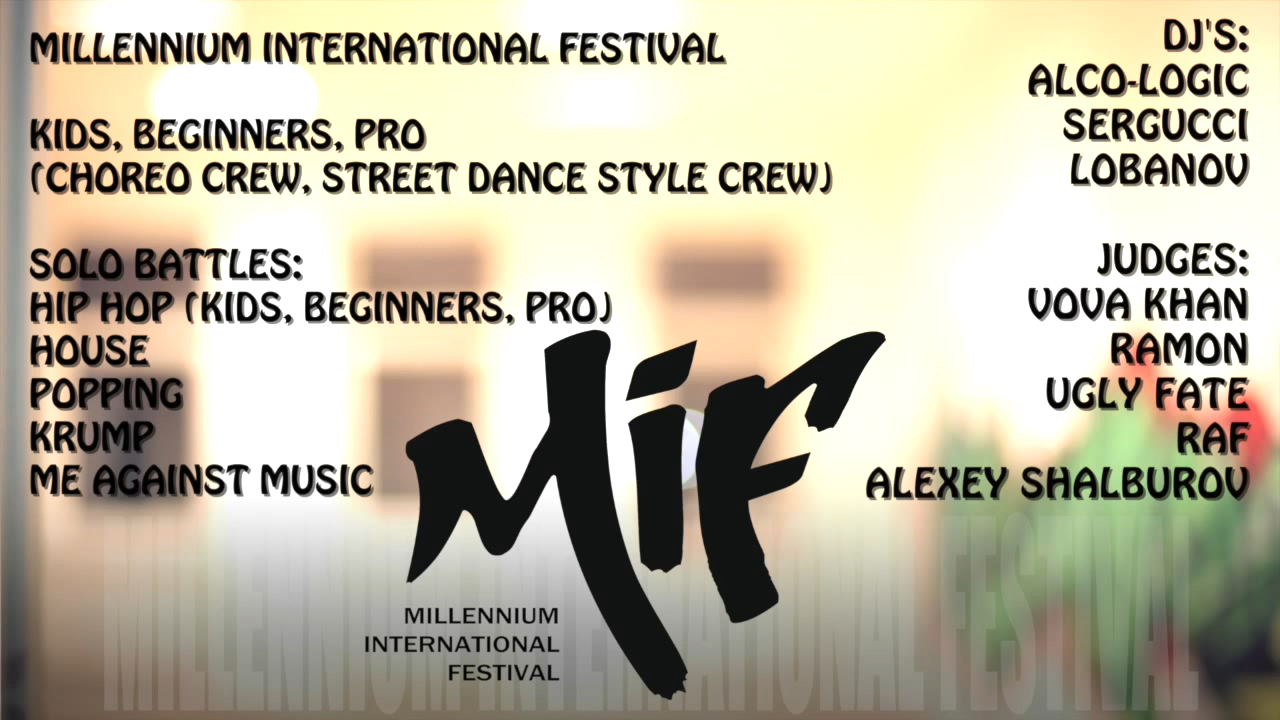 MILLENNIUM INTERNATIONAL FESTIVAL
KIDS, BEGINNERS, PRO
(CHOREO CREW, STREET DANCE STYLE CREW)
SOLO BATTLES:
HIP HOP (KIDS, BEGINNERS, PRO)
HOUSE
POPPING
KRUMP
ME AGAINST MUSIC
DJ'S:
ALCO-LOGIC
SERGUCCI
LOBANOV
JUDGES:
VOVA KHAN
RAMON
UGLY FATE
RAF
ALEXEY SHALBUROV
MiF
MILLENNIUM
INTERNATIONAL
FESTIVAL
MILLENNIUM INTERNATIONAL FESTIVAL